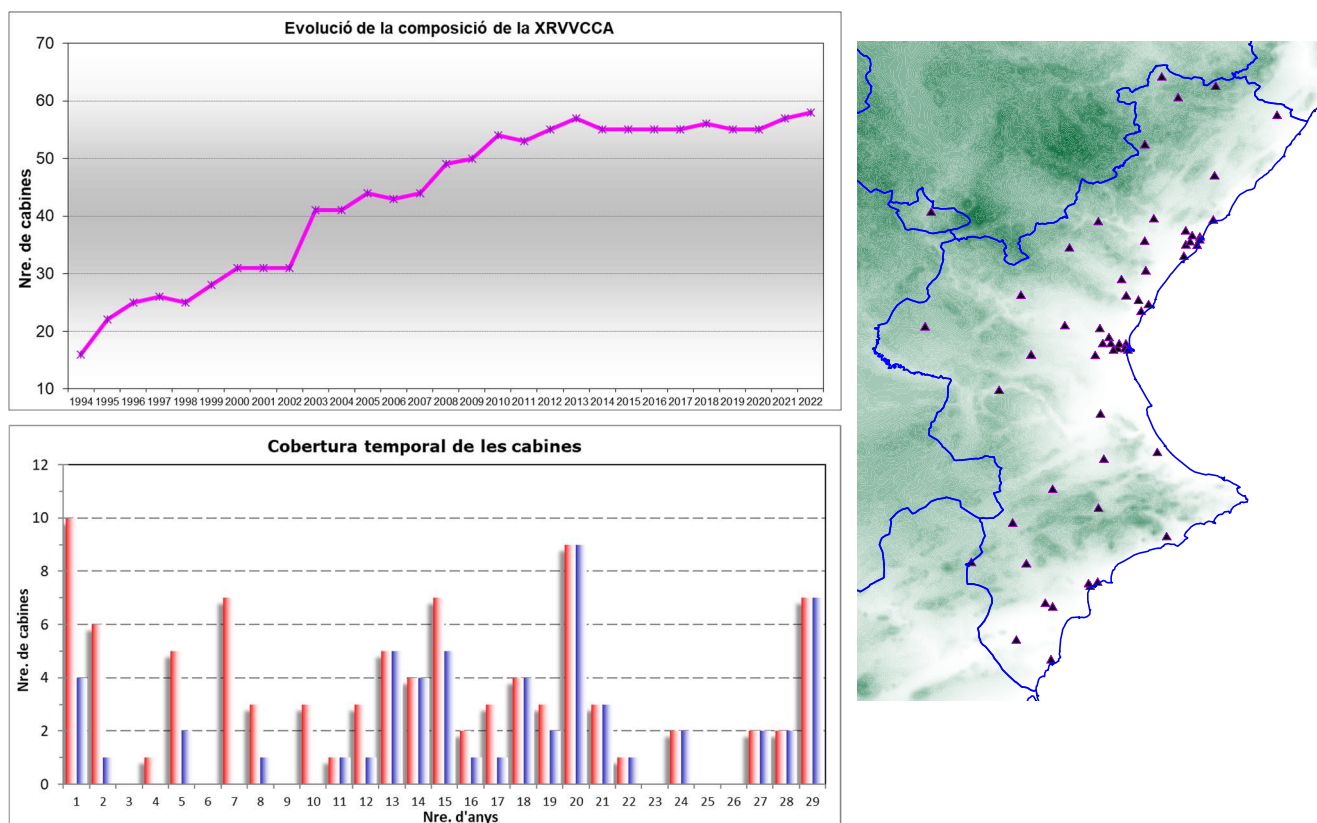 Evolució de la composició de la XRVVCCA
Nre. de cabines
70
60
50
40
30
20
10
1994 1995 1996 1997 1998 1999 2000 2001 2002 2003 2004 2005 2006 2007 2008 2009 2010 2011 2012 2013 2014 2015 2016 2017 2018 2019 2020 2021 2022
Cobertura temporal de les cabines
Nre. de cabines
12
10
8
6
4
2
0
1 2 3 4 5 6 7 8 9 10 11 12 13 14 15 16 17 18 19 20 21 22 23 24 25 26 27 28 29
Nre. d'anys